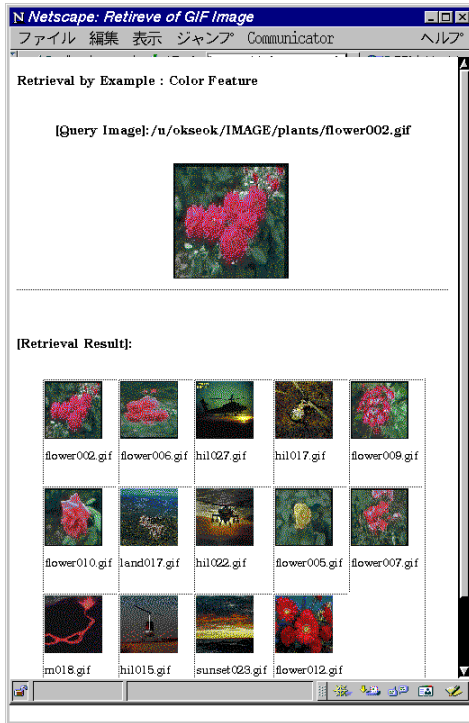 Netscape: Retireve of GIF Image
ファイル 編集 表示 ジャンプ Communicator ヘルプ
Retrieval by Example : Color Feature
[Query Image]:/u/okseok/IMAGE/plants/flower002.gif
[Retrieval Result]:
flower002.gif flower006.gif hil027.gif hil017.gif flower009.gif
flower010.gif land017.gif hil022.gif flower005.gif flower007.gif
m018.gif hil015.gif sunset023.gif flower012.gif